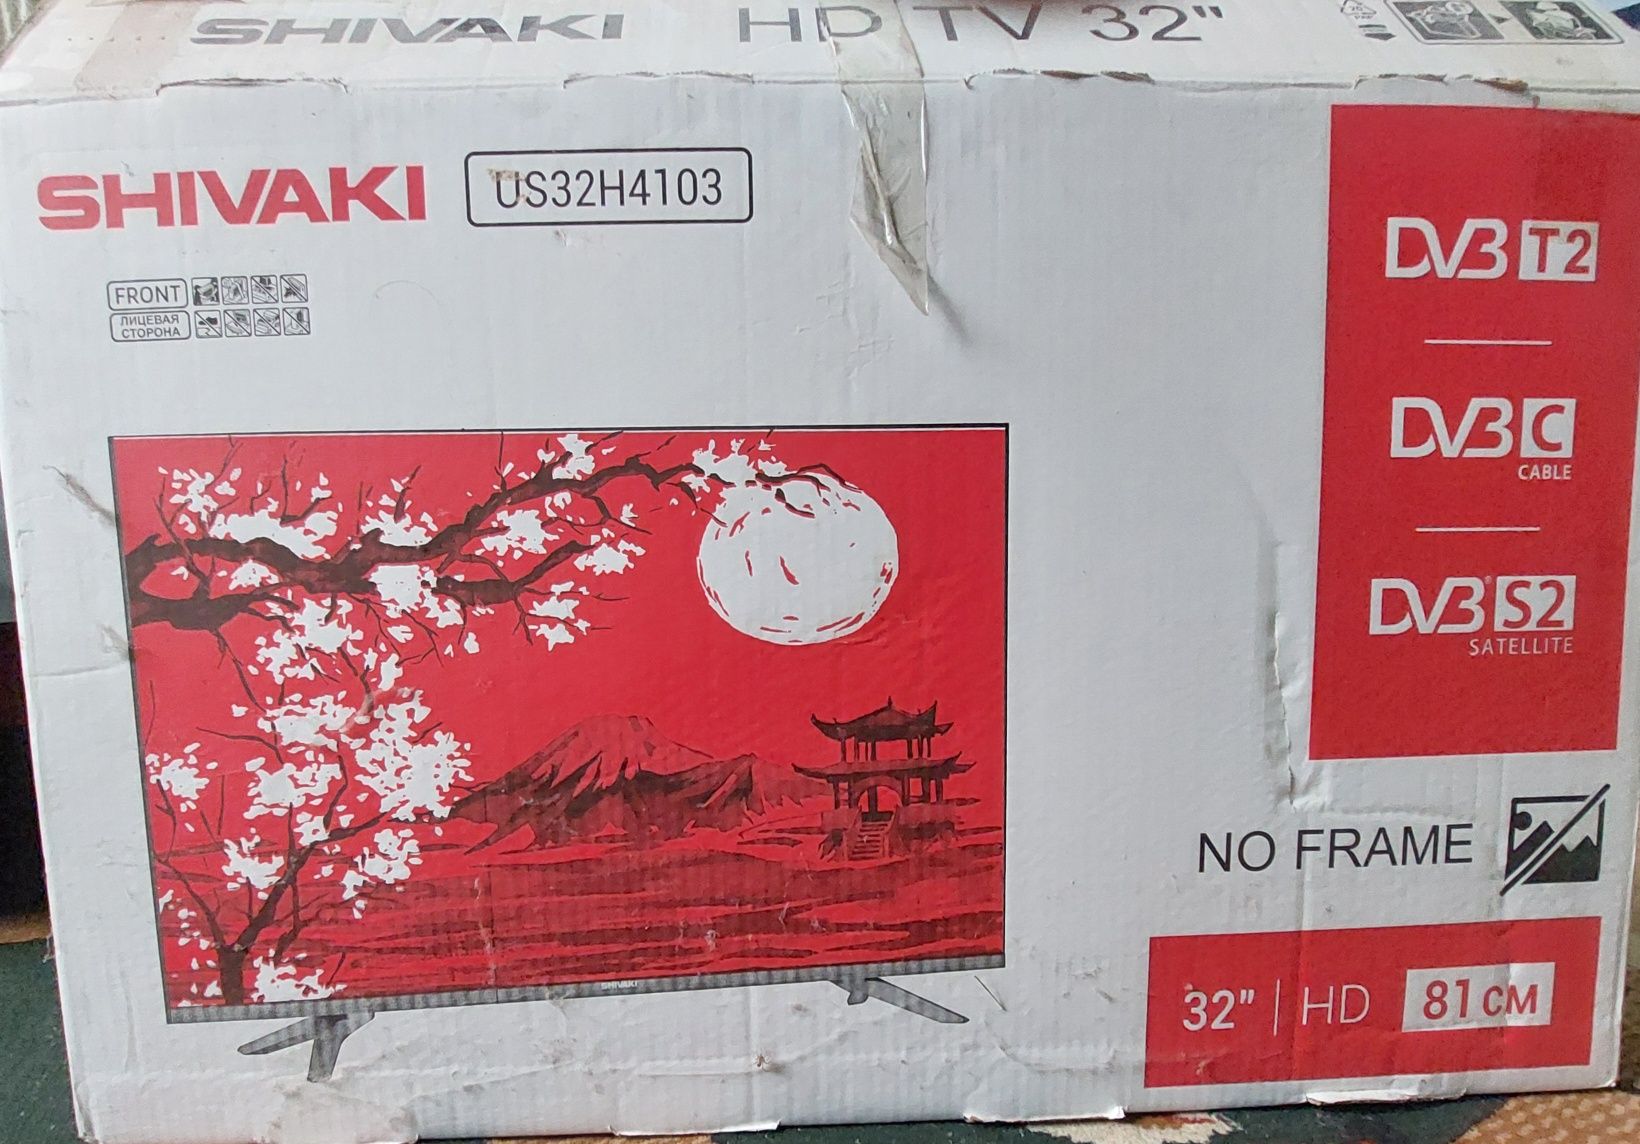 SHIVAKI HD TV 32"
SHIVAKI US32H4103
FRONT
ЛИЦЕВАЯ
СТОРОНА
DVB T2
DVB C
CABLE
DVB S2
SATELLITE
SHIVAKI
NO FRAME
32" | HD 81 см